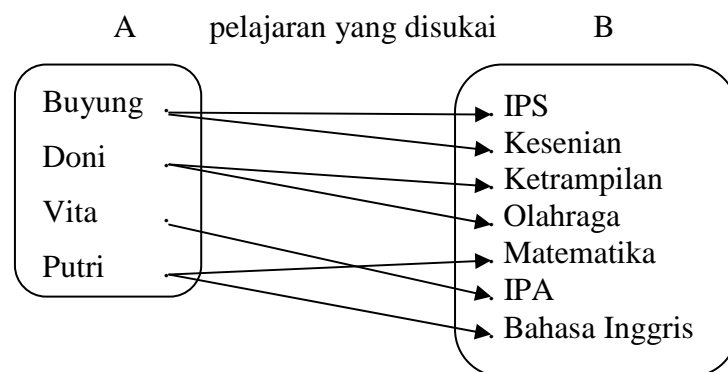 A pelajaran yang disukai B
Buyung
Doni
Vita
Putri
IPS
Kesenian
Ketrampilan
Olahraga
Matematika
IPA
Bahasa Inggris